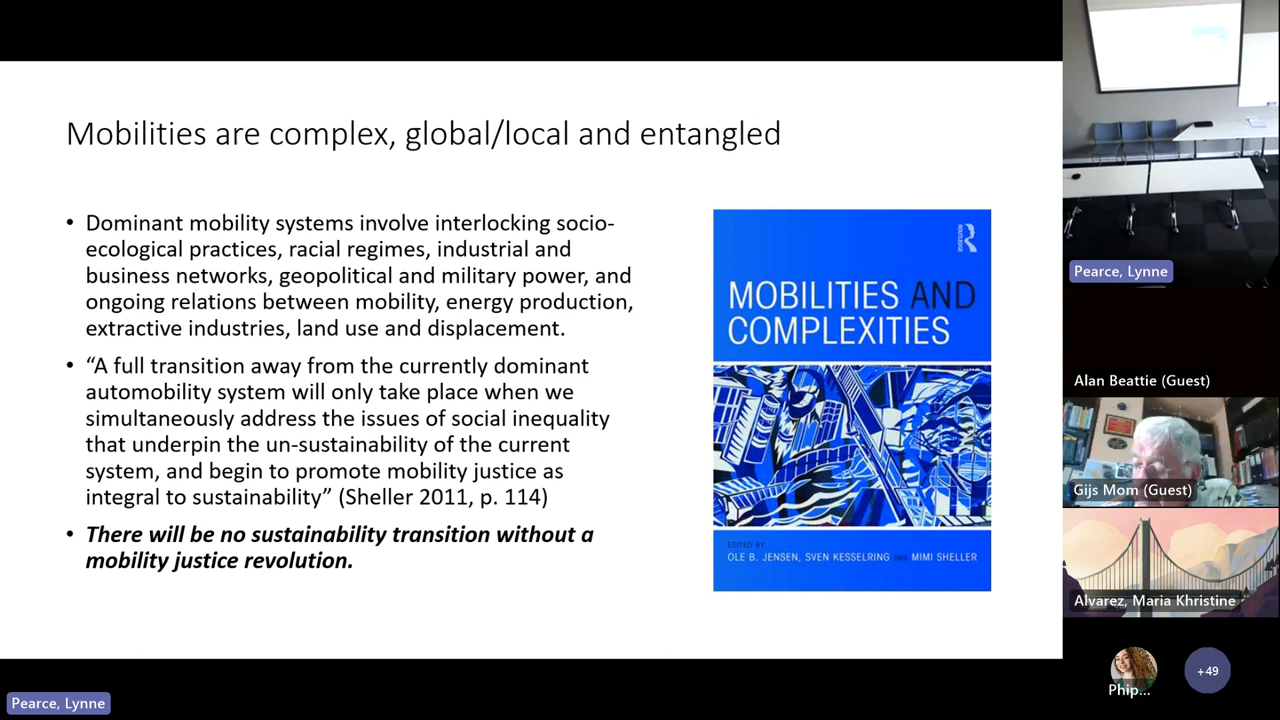 Mobilities are complex, global/local and entangled
• Dominant mobility systems involve interlocking socio-
ecological practices, racial regimes, industrial and
business networks, geopolitical and military power, and
ongoing relations between mobility, energy production,
extractive industries, land use and displacement.
• “A full transition away from the currently dominant
automobility system will only take place when we
simultaneously address the issues of social inequality
that underpin the un-sustainability of the current
system, and begin to promote mobility justice as
integral to sustainability” (Sheller 2011, p. 114)
• There will be no sustainability transition without a
mobility justice revolution.
ROUTLEDGE
MOBILITIES AND
COMPLEXITIES
EDITED BY
OLE B. JENSEN, SVEN KESSELRING AND MIMI SHELLER
Pearce, Lynne
Alan Beattie (Guest)
Gijs Mom (Guest)
Alvarez, Maria Khristine
Phip...
+49
Pearce, Lynne